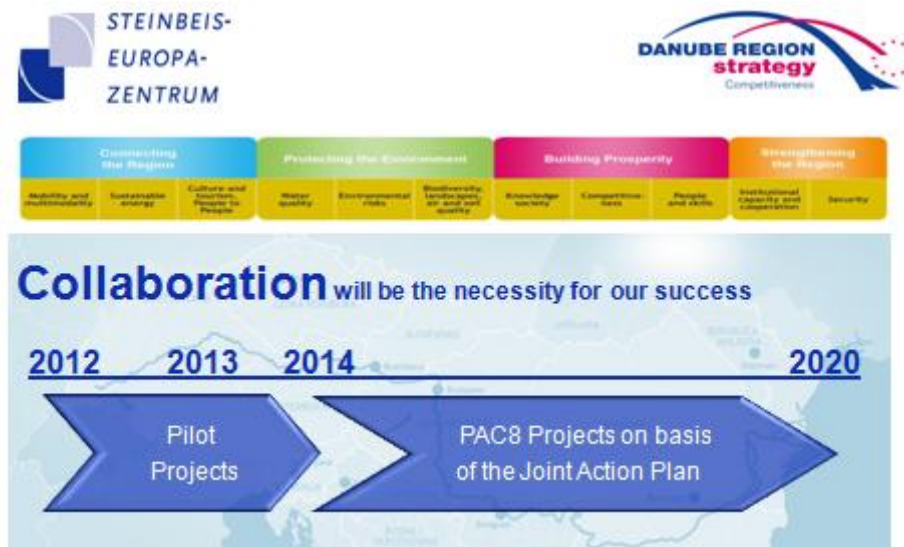 STEINBEIS-
EUROPA-
ZENTRUM
DANUBE REGION
strategy
Competitiveness
Connecting
the Region
Protecting the Environment
Building Prosperity
Strengthening
the Region
Mobility and
multimodality
Sustainable
energy
Culture and
tourism,
People to
People
Water
quality
Environmental
risks
Biodiversity,
landscapes,
air and soil
quality
Knowledge
society
Competitive-
ness
People
and skills
Institutional
capacity and
cooperation
Security
Collaboration will be the necessity for our success
2012 2013 2014 2020
Pilot
Projects
PAC8 Projects on basis
of the Joint Action Plan